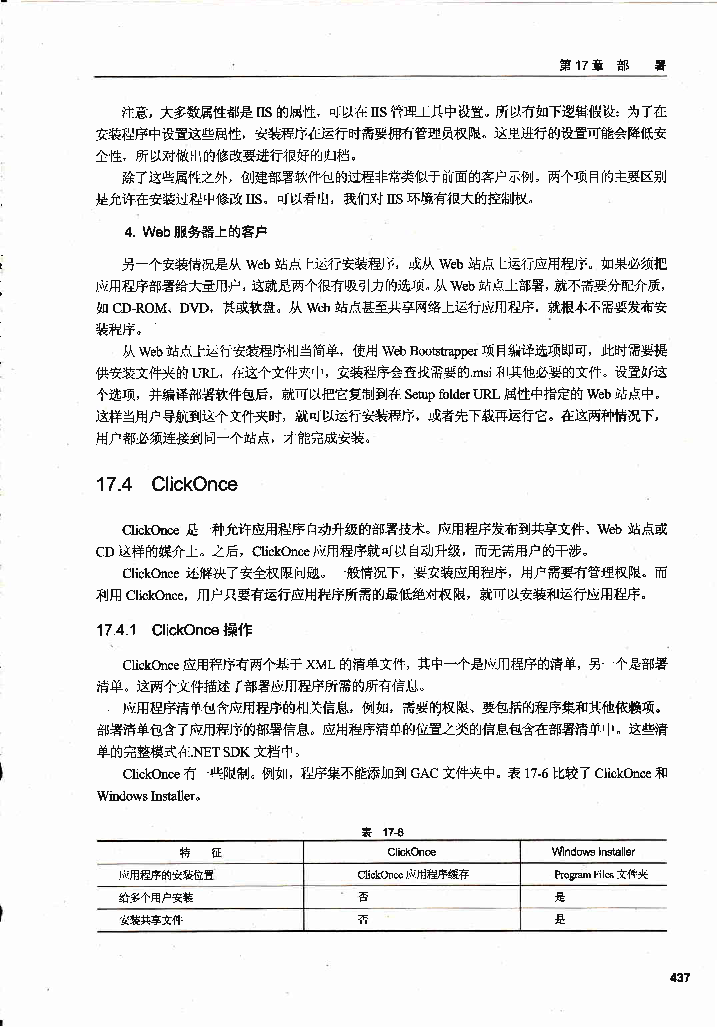 第 17 章 部 署
注意，大多数属性都是 IIS 的属性，可以在 IIS 管理工具中设置。所以有如下逻辑假设：为了在
安装程序中设置这些属性，安装程序在运行时需要拥有管理员权限。这里进行的设置可能会降低安
全性，所以对做出的修改要进行很好的归档。
除了这些属性之外，创建部署软件包的过程非常类似于前面的客户示例。两个项目的主要区别
是允许在安装过程中修改 IIS。可以看出，我们对 IIS 环境有很大的控制权。
4. Web 服务器上的客户
另一个安装情况是从 Web 站点上运行安装程序，或从 Web 站点上运行应用程序。如果必须把
应用程序部署给大量用户，这就是两个很有吸引力的选项。从 Web 站点上部署，就不需要分配介质，
如 CD-ROM、DVD，甚或软盘。从 Web 站点甚至共享网络上运行应用程序，就根本不需要发布安
装程序。
从 Web 站点上运行安装程序相当简单，使用 Web Bootstrapper 项目编译选项即可，此时需要提
供安装文件夹的 URL，在这个文件夹中，安装程序会查找需要的.msi 和其他必要的文件。设置好这
个选项，并编译部署软件包后，就可以把它复制到在 Setup folder URL 属性中指定的 Web 站点中。
这样当用户导航到这个文件夹时，就可以运行安装程序，或者先下载再运行它。在这两种情况下，
用户都必须连接到同一个站点，才能完成安装。
17.4 ClickOnce
ClickOnce 是一种允许应用程序自动升级的部署技术。应用程序发布到共享文件、Web 站点或
CD 这样的媒介上。之后，ClickOnce 应用程序就可以自动升级，而无需用户的干涉。
ClickOnce 还解决了安全权限问题。一般情况下，要安装应用程序，用户需要有管理权限。而
利用 ClickOnce，用户只要有运行应用程序所需的最低绝对权限，就可以安装和运行应用程序。
17.4.1 ClickOnce 操作
ClickOnce 应用程序有两个基于 XML 的清单文件，其中一个是应用程序的清单，另一个是部署
清单。这两个文件描述了部署应用程序所需的所有信息。
应用程序清单包含应用程序的相关信息，例如，需要的权限、要包括的程序集和其他依赖项。
部署清单包含了应用程序的部署信息。应用程序清单的位置之类的信息包含在部署清单中。这些清
单的完整模式在.NET SDK 文档中。
ClickOnce 有一些限制。例如，程序集不能添加到 GAC 文件夹中。表 17-6 比较了 ClickOnce 和
Windows Installer。
表 17-6
特 征 ClickOnce Windows Installer
应用程序的安装位置 ClickOnce 应用程序缓存 Program Files 文件夹
给多个用户安装 否 是
安装共享文件 否 是
437